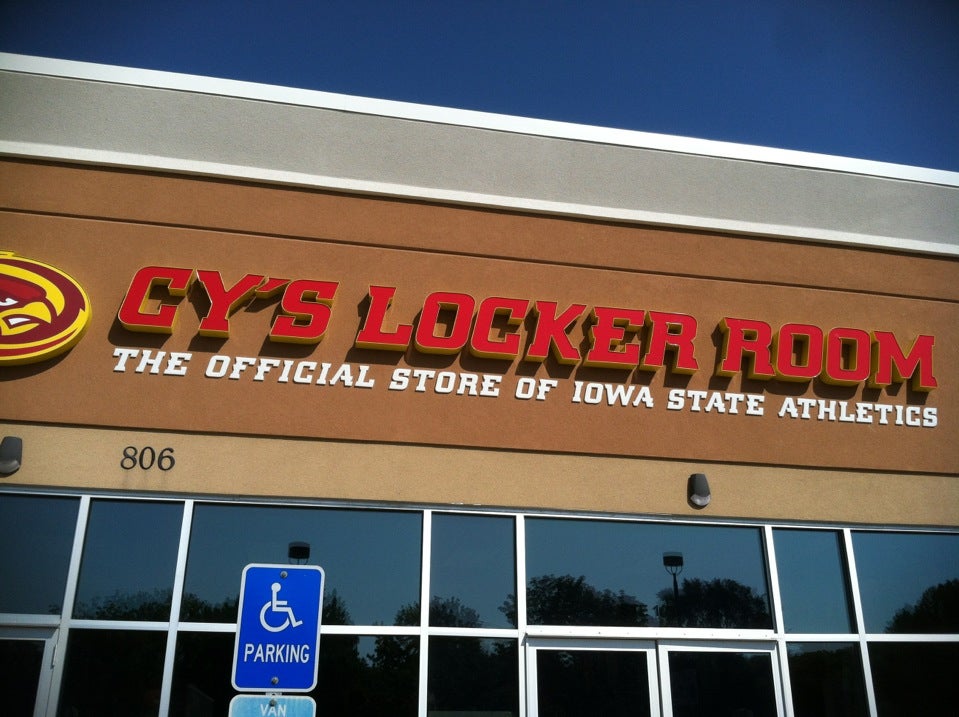 CY'S LOCKER ROOM
THE OFFICIAL STORE OF IOWA STATE ATHLETICS
806
PARKING
VAN